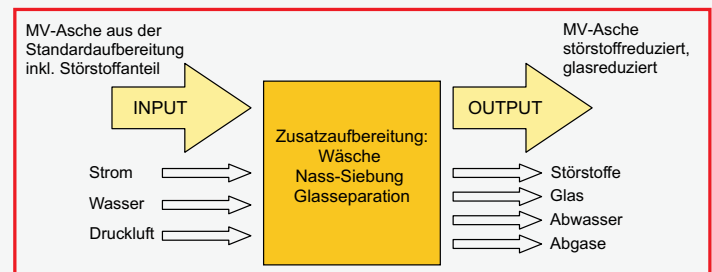 MV-Asche aus der
Standardaufbereitung
inkl. Störstoffanteil
INPUT
Strom
Wasser
Druckluft
Zusatzaufbereitung:
Wäsche
Nass-Siebung
Glasseparation
MV-Asche
störstoffreduziert,
glasreduziert
OUTPUT
Störstoffe
Glas
Abwasser
Abgase